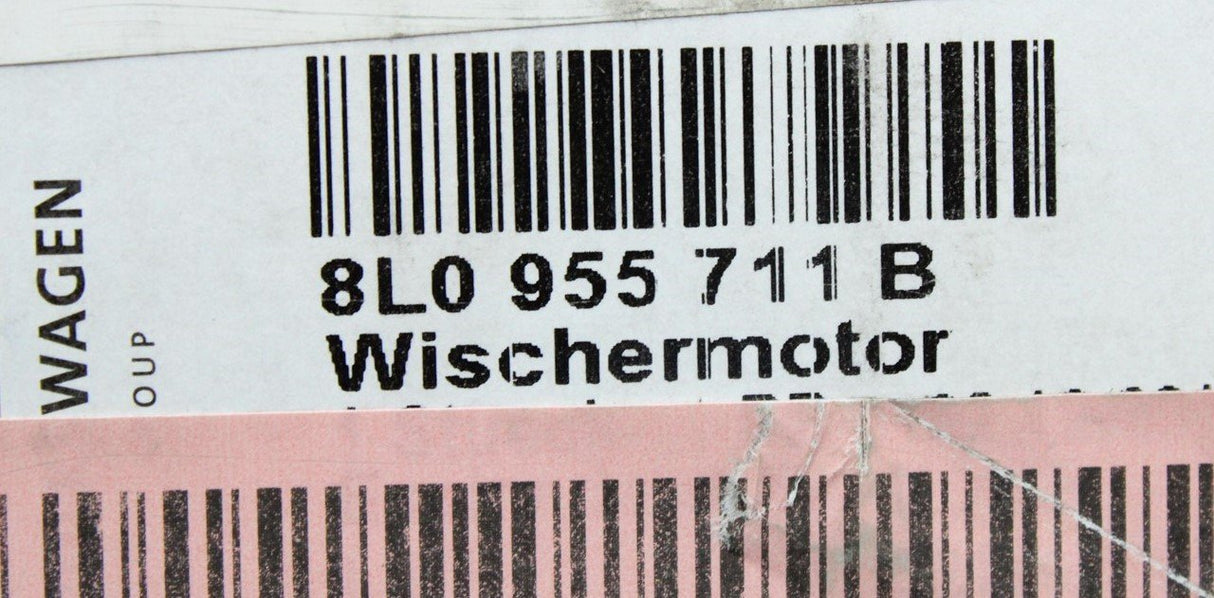 WAGEN
OUP
8L0 955 711 B
Wischermotor